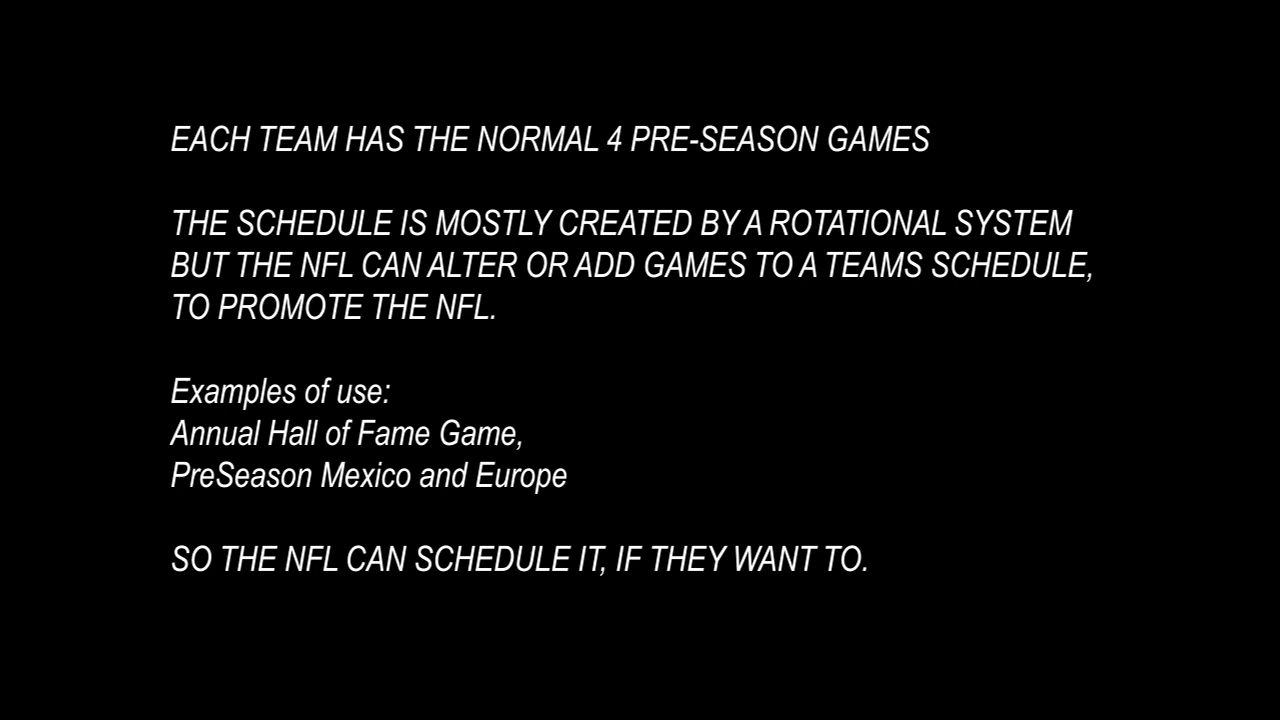 EACH TEAM HAS THE NORMAL 4 PRE-SEASON GAMES
THE SCHEDULE IS MOSTLY CREATED BY A ROTATIONAL SYSTEM
BUT THE NFL CAN ALTER OR ADD GAMES TO A TEAMS SCHEDULE,
TO PROMOTE THE NFL.
Examples of use:
Annual Hall of Fame Game,
PreSeason Mexico and Europe
SO THE NFL CAN SCHEDULE IT, IF THEY WANT TO.